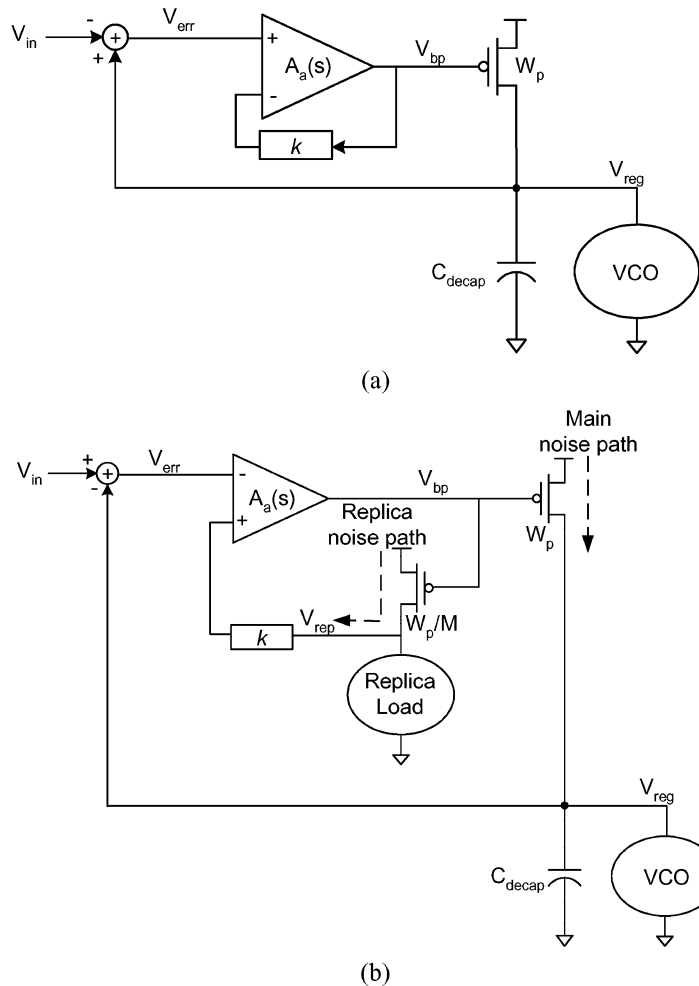 V_in
-
+
+
V_err
+
-
A_a(s)
k
V_bp
W_p
V_reg
C_decap
VCO
(a)
Main
noise path
V_in
+
-
+
V_err
-
+
A_a(s)
V_bp
W_p
Replica
noise path
V_rep
W_p/M
k
Replica
Load
V_reg
C_decap
VCO
(b)